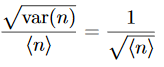 √var(n) / ⟨n⟩ = 1 / √⟨n⟩